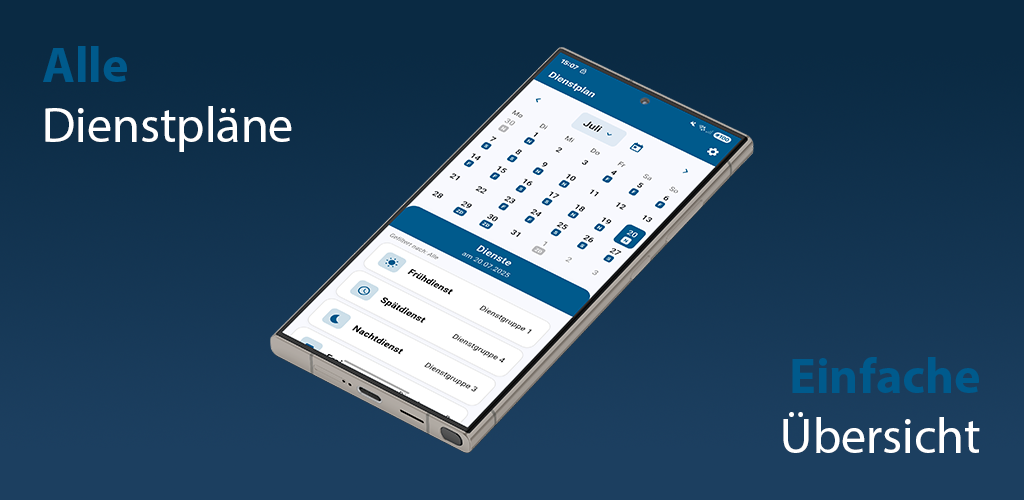 Alle
Dienstpläne
15:07
Dienstplan
100
Juli
Mo Di Mi Do Fr Sa So
30 1 2 3 4 5 6
7 8 9 10 11 12 13
14 15 16 17 18 19 20
21 22 23 24 25 26 27
28 29 30 31 1 2 3
Dienste
am 20.07.2025
Gefiltert nach: Alle
Frühdienst
Dienstgruppe 1
Spätdienst
Dienstgruppe 4
Nachtdienst
Dienstgruppe 3
Einfache
Übersicht